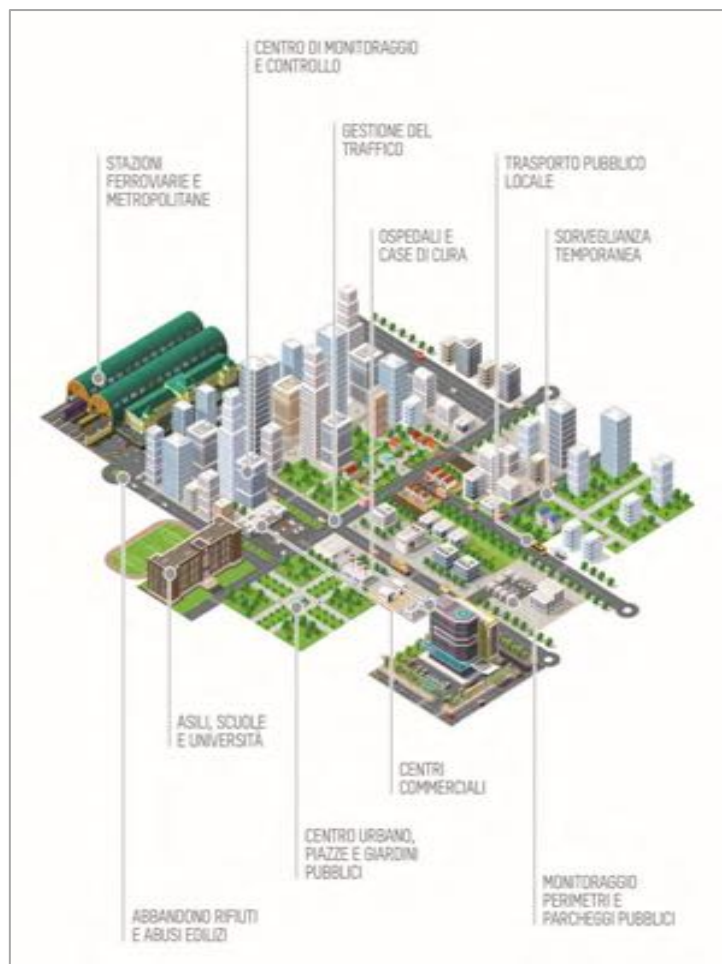 CENTRO DI MONITORAGGIO
E CONTROLLO
GESTIONE DEL
TRAFFICO
STAZIONI
FERROVIARIE E
METROPOLITANE
TRASPORTO PUBBLICO
LOCALE
OSPEDALI E
CASE DI CURA
SORVEGLIANZA
TEMPORANEA
ASILI, SCUOLE
E UNIVERSITÀ
CENTRI
COMMERCIALI
CENTRO URBANO,
PIAZZE E GIARDINI
PUBBLICI
MONITORAGGIO
PERIMETRI E
PARCHEGGI PUBBLICI
ABBANDONO RIFIUTI
E ABUSI EDILIZI